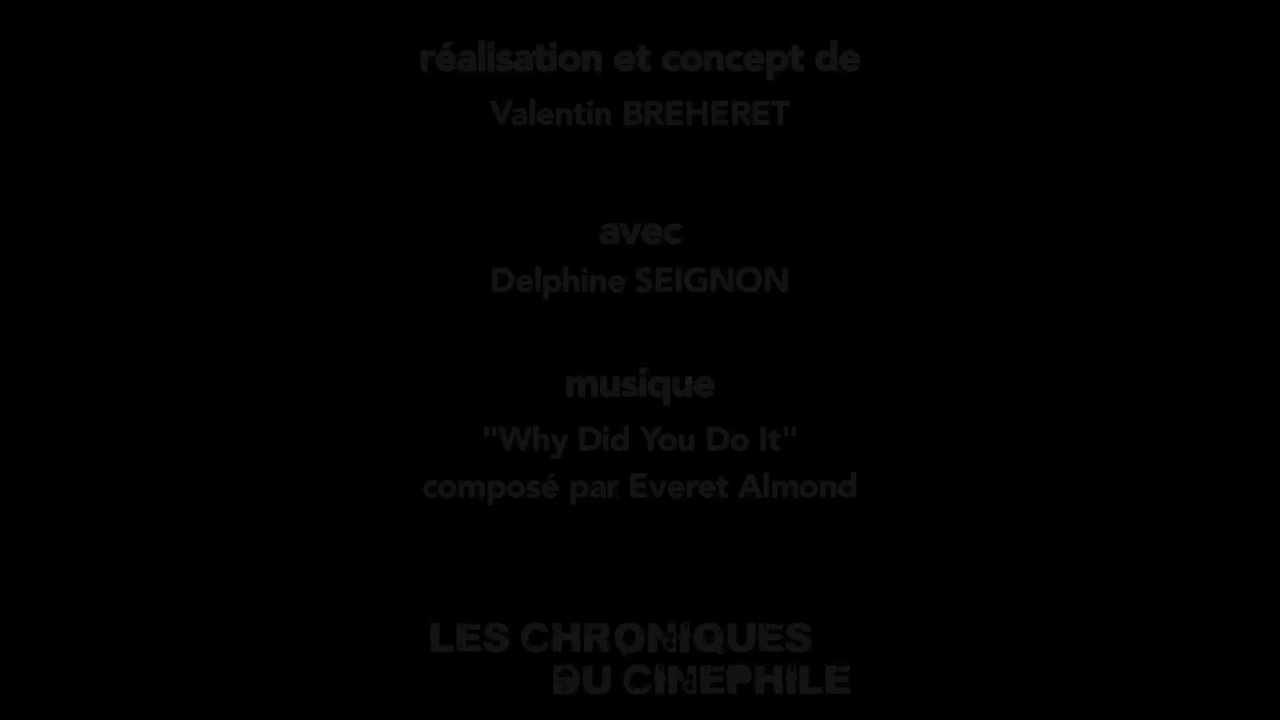 réalisation et concept de
Valentin BREHERET
avec
Delphine SEIGNON
musique
"Why Did You Do It"
composé par Everet Almond
LES CHRONIQUES
DU CINEPHILE